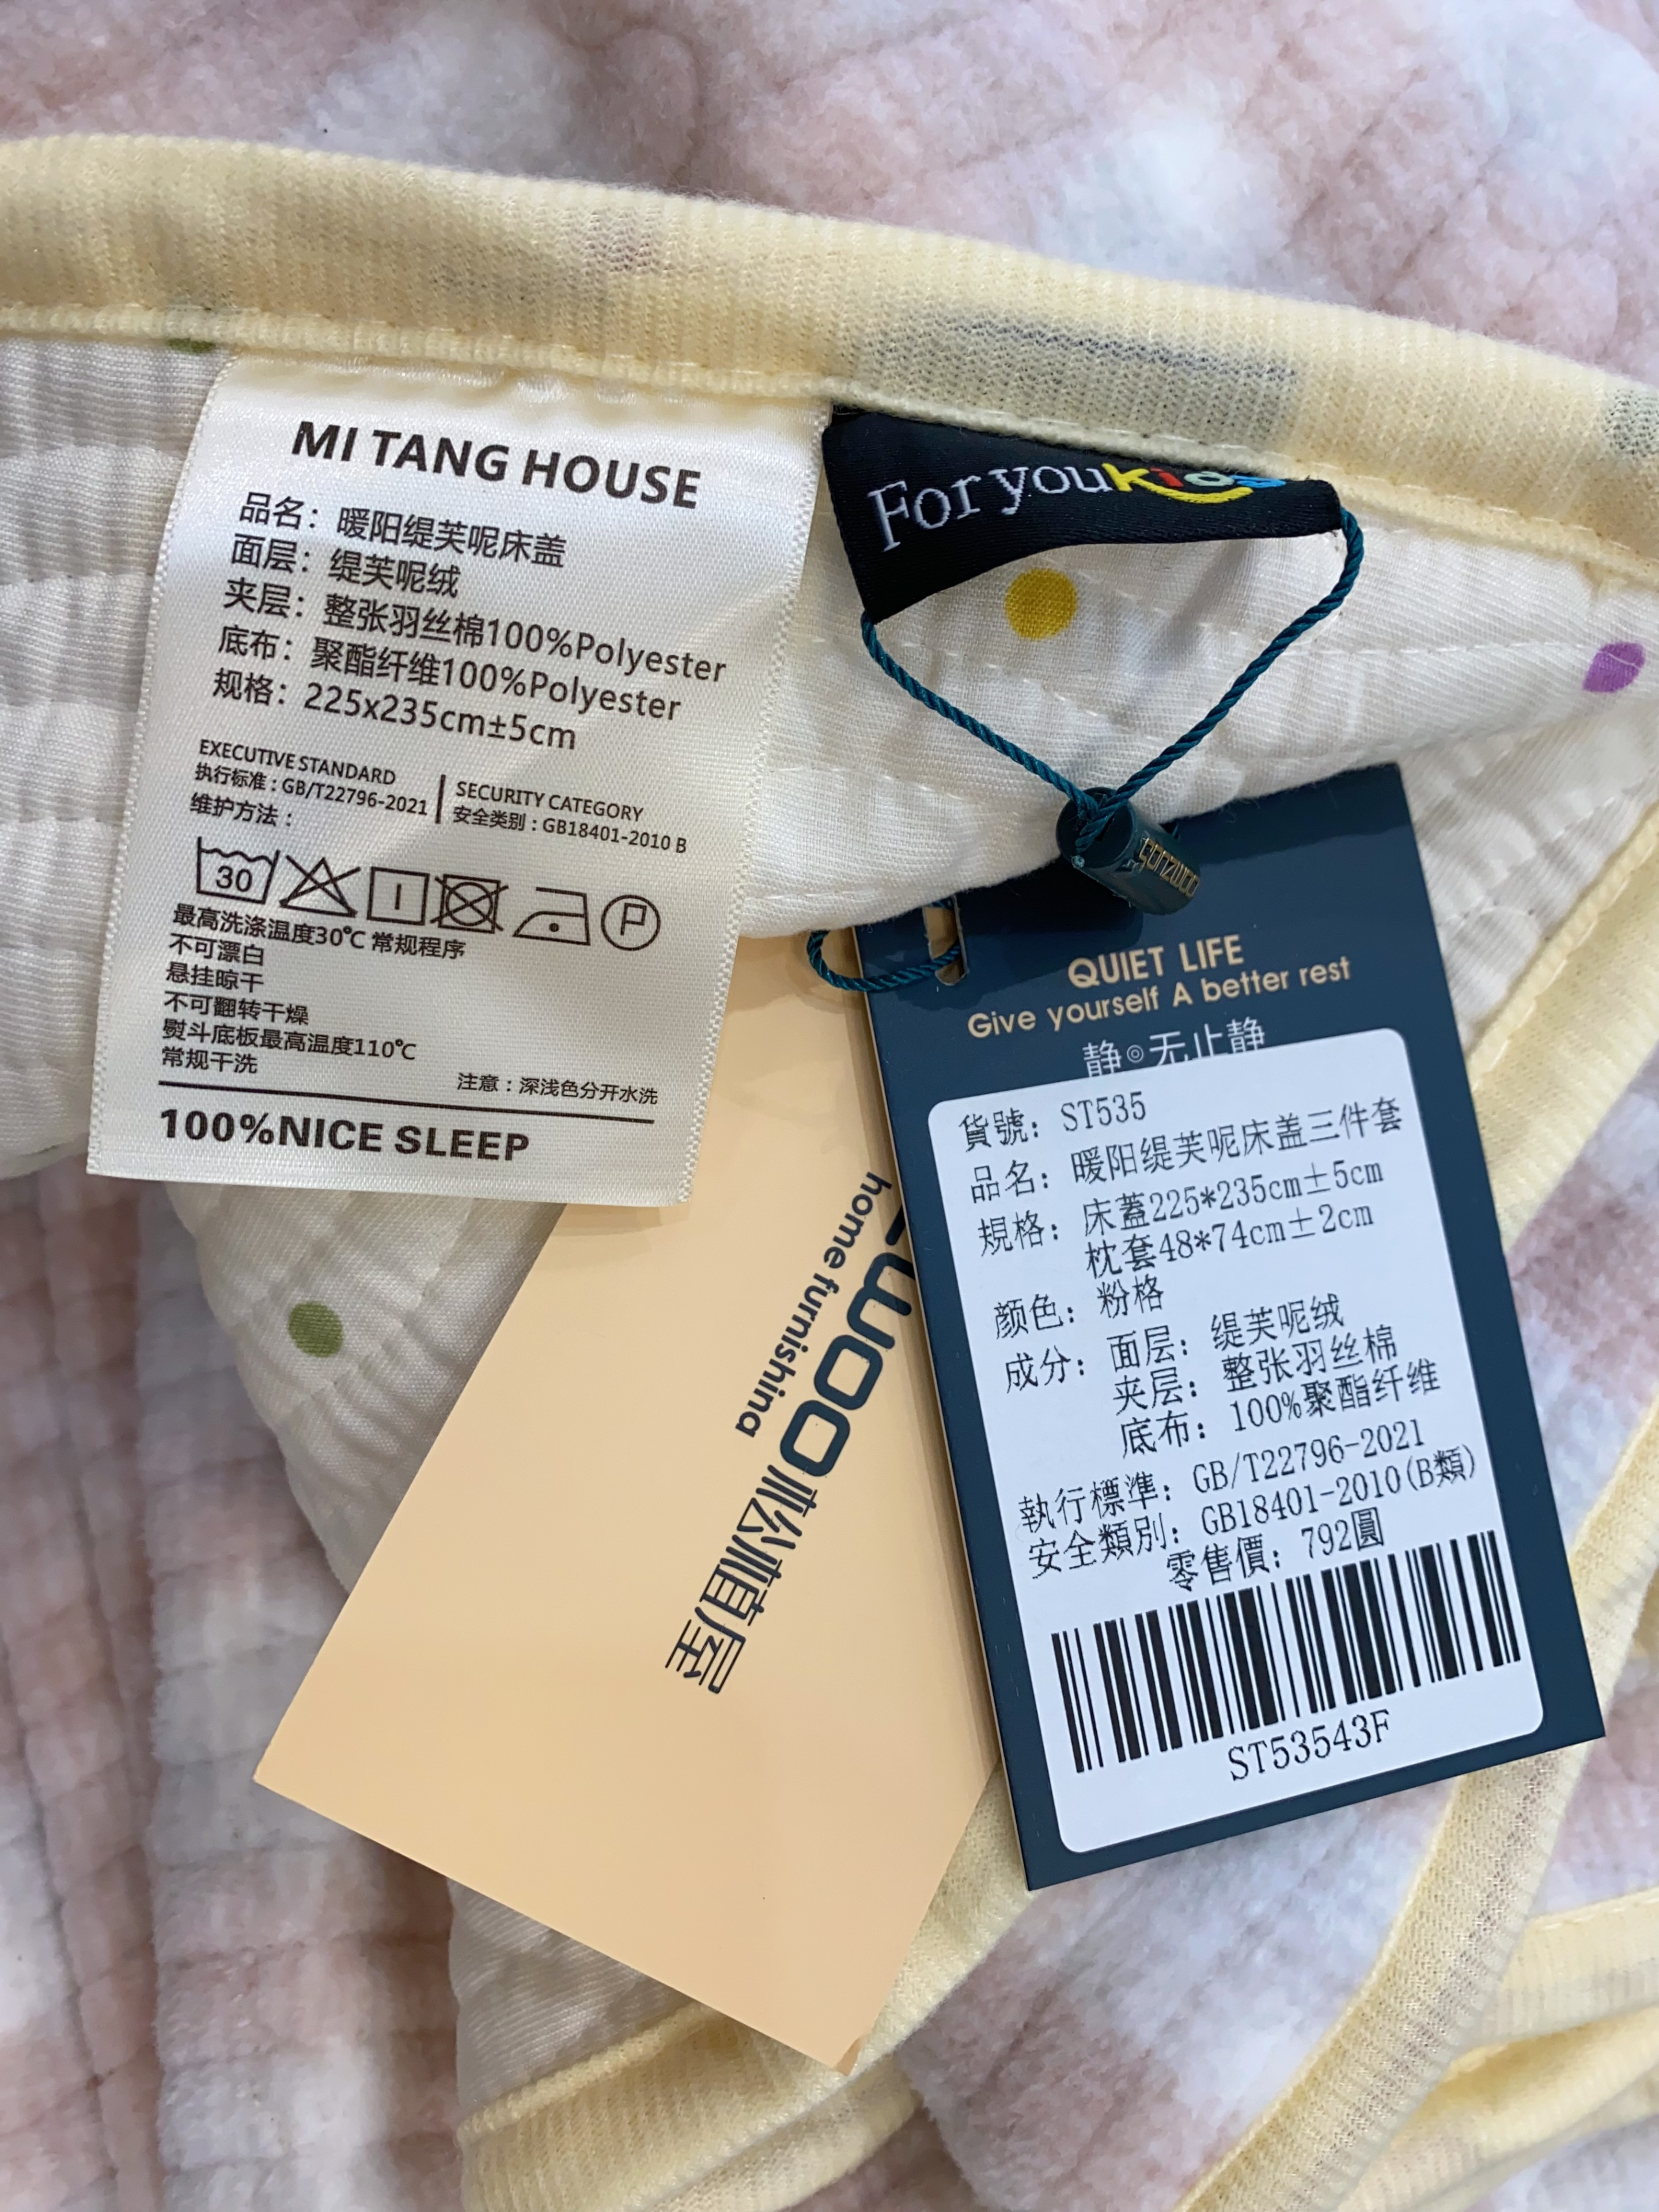 MI TANG HOUSE
品名：暖阳缇芙呢床盖
面层：缇芙呢绒
夹层：整张羽丝棉100%Polyester
底布：聚酯纤维100%Polyester
规格：225x235cm±5cm
EXECUTIVE STANDARD
执行标准：GB/T22796-2021
SECURITY CATEGORY
安全类别：GB18401-2010 B
维护方法：
30
P
最高洗涤温度30℃ 常规程序
不可漂白
悬挂晾干
不可翻转干燥
熨斗底板最高温度110℃
常规干洗
注意：深浅色分开水洗
100%NICE SLEEP
For you kids
qonzwoo
QUIET LIFE
Give yourself A better rest
静◎无止静
貨號：ST535
品名：暖阳缇芙呢床盖三件套
規格：床蓋225*235cm±5cm
枕套48*74cm±2cm
颜色：粉格
成分：面层：缇芙呢绒
夹层：整张羽丝棉
底布：100%聚酯纤维
執行標準：GB/T22796-2021
安全類別：GB18401-2010(B類)
零售價：792圓
ST53543F
home furnishing